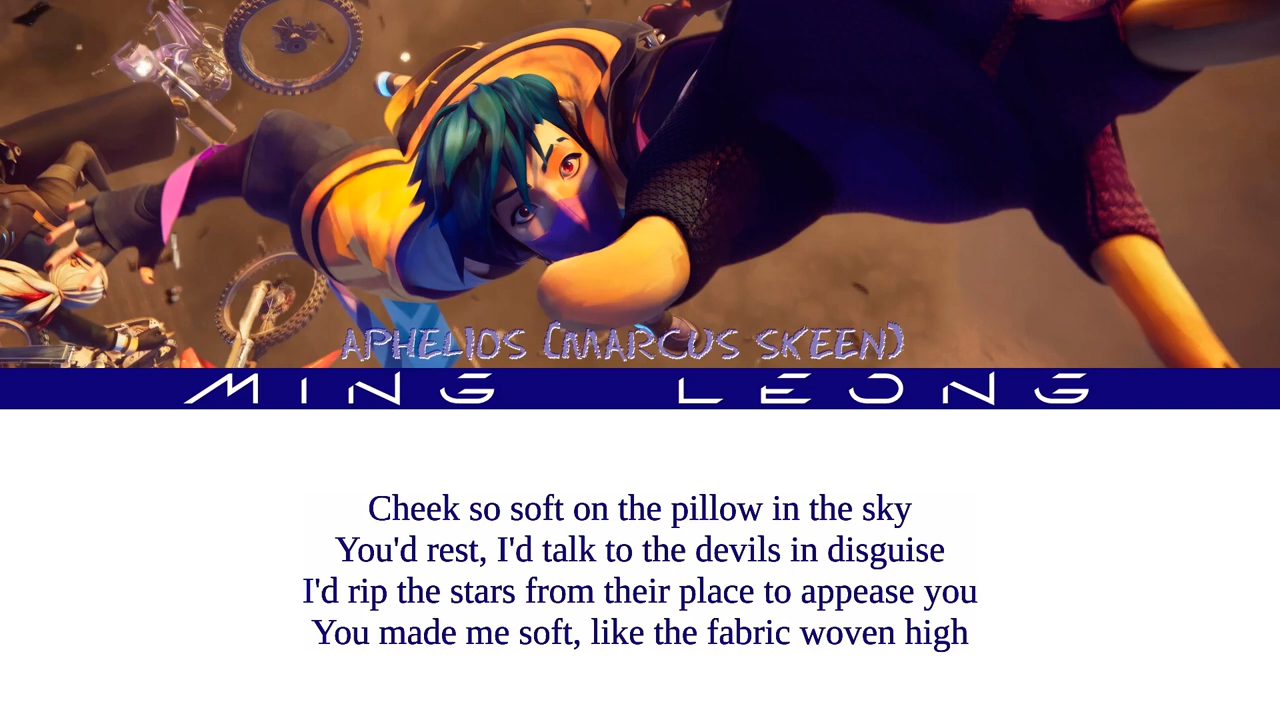 APHELIOS (MARCUS SKEEN)
MING LEONG
Cheek so soft on the pillow in the sky
You'd rest, I'd talk to the devils in disguise
I'd rip the stars from their place to appease you
You made me soft, like the fabric woven high